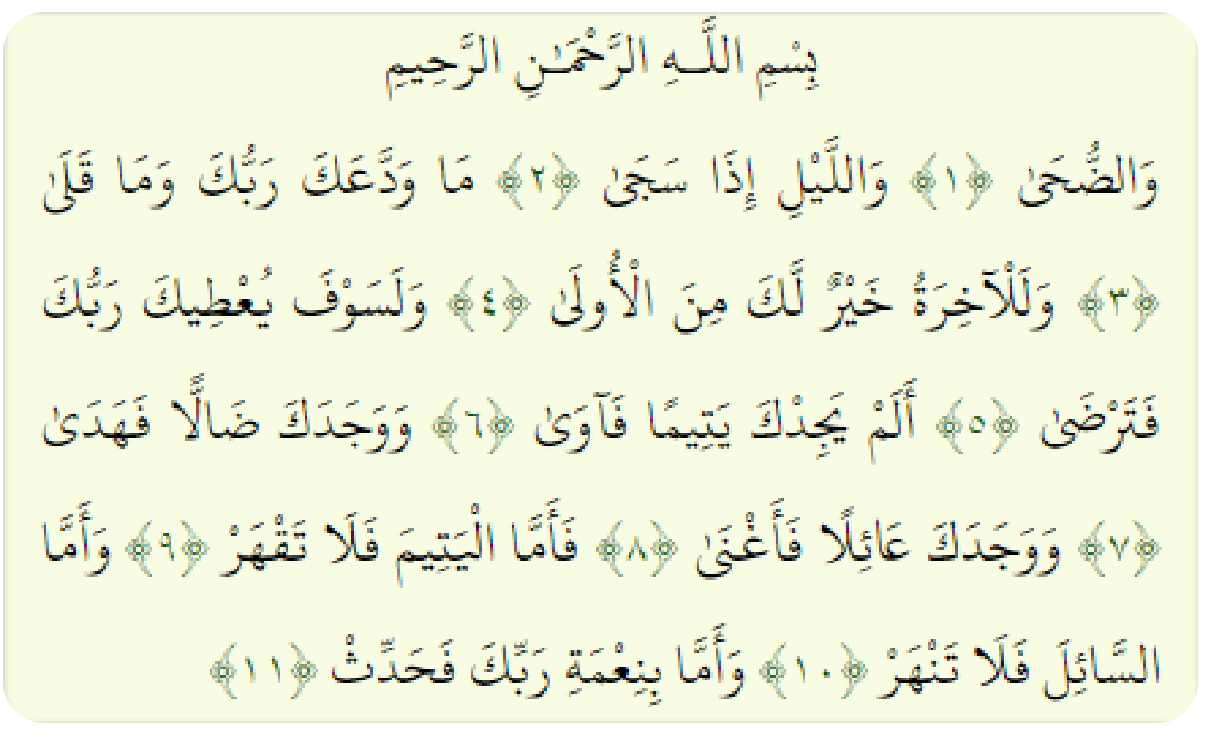 بِسْمِ اللَّـهِ الرَّحْمَـٰنِ الرَّحِيمِ
وَالضُّحَىٰ ﴿١﴾ وَاللَّيْلِ إِذَا سَجَىٰ ﴿٢﴾ مَا وَدَّعَكَ رَبُّكَ وَمَا قَلَىٰ
﴿٣﴾ وَلَلْآخِرَةُ خَيْرٌ لَّكَ مِنَ الْأُولَىٰ ﴿٤﴾ وَلَسَوْفَ يُعْطِيكَ رَبُّكَ
فَتَرْضَىٰ ﴿٥﴾ أَلَمْ يَجِدْكَ يَتِيمًا فَآوَىٰ ﴿٦﴾ وَوَجَدَكَ ضَالًّا فَهَدَىٰ
﴿٧﴾ وَوَجَدَكَ عَائِلًا فَأَغْنَىٰ ﴿٨﴾ فَأَمَّا الْيَتِيمَ فَلَا تَقْهَرْ ﴿٩﴾ وَأَمَّا
السَّائِلَ فَلَا تَنْهَرْ ﴿١٠﴾ وَأَمَّا بِنِعْمَةِ رَبِّكَ فَحَدِّثْ ﴿١١﴾